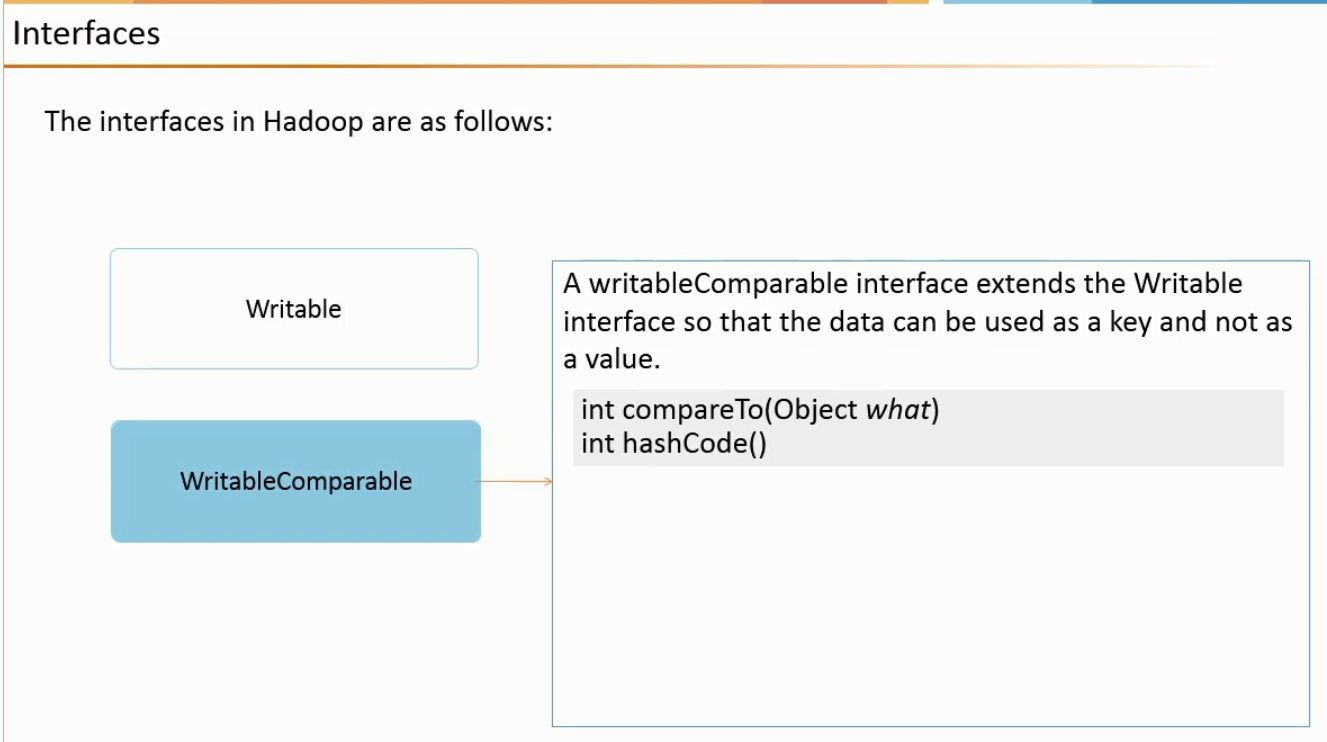 Interfaces
The interfaces in Hadoop are as follows:
Writable
WritableComparable
A writableComparable interface extends the Writable
interface so that the data can be used as a key and not as
a value.
int compareTo(Object what)
int hashCode()